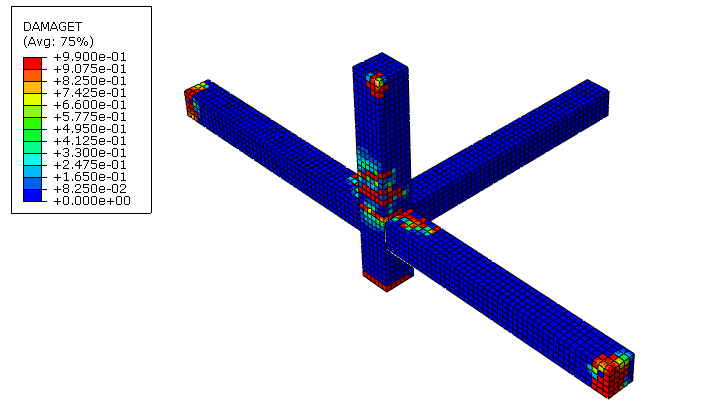 DAMAGET
(Avg: 75%)
+9.900e-01
+9.075e-01
+8.250e-01
+7.425e-01
+6.600e-01
+5.775e-01
+4.950e-01
+4.125e-01
+3.300e-01
+2.475e-01
+1.650e-01
+8.250e-02
+0.000e+00